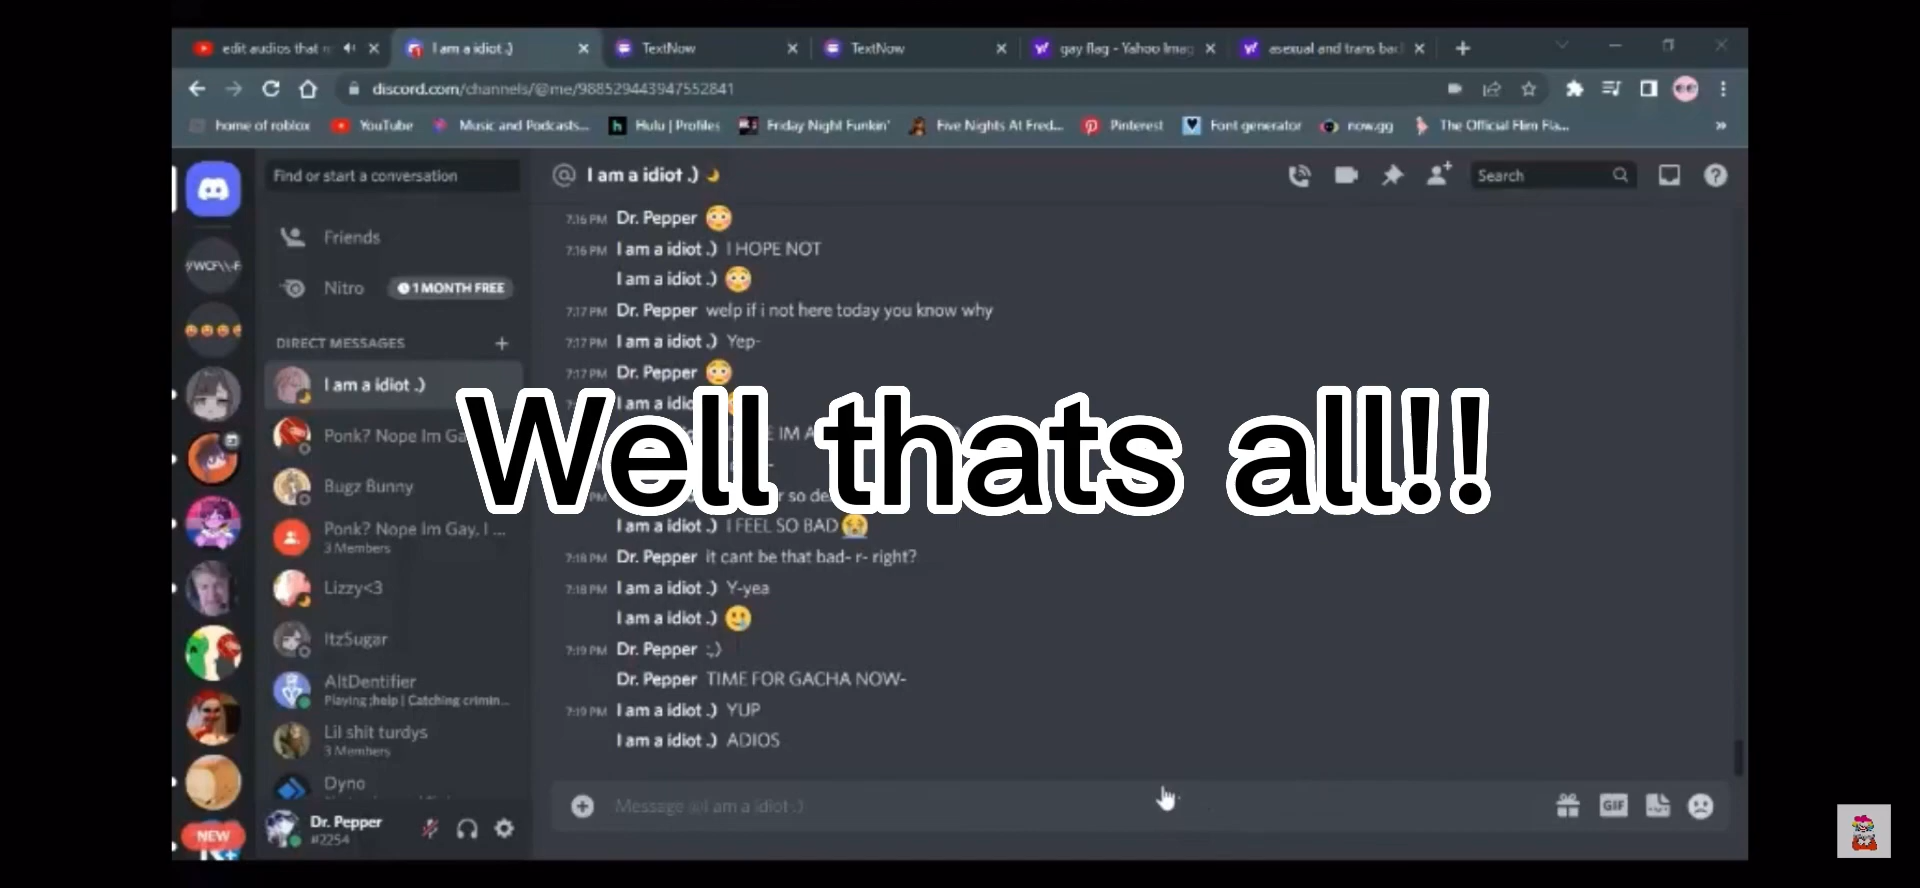 edit audios that
I am a idiot .)
TextNow
TextNow
gay flag - Yahoo Imag
asexual and trans bac
discord.com/channels/@me/988529443947552841
home of roblox
YouTube
Music and Podcasts...
Hulu | Profiles
Friday Night Funkin'
Five Nights At Fred...
Pinterest
Font generator
now.gg
The Official Flim Fla...
Find or start a conversation
I am a idiot .)
Search
Friends
Nitro
1 MONTH FREE
DIRECT MESSAGES
I am a idiot .)
Ponk? Nope Im Ga
Bugz Bunny
Ponk? Nope Im Gay, I ...
3 Members
Lizzy<3
ItzSugar
AltDentifier
Playing ;help | Catching crimin...
Lil shit turdys
3 Members
Dyno
Dr. Pepper
#2254
NEW
7:16 PM Dr. Pepper
7:16 PM I am a idiot .) I HOPE NOT
I am a idiot .)
7:17 PM Dr. Pepper welp if i not here today you know why
7:17 PM I am a idiot .) Yep-
7:17 PM Dr. Pepper
I am a idio
IM A
Well thats all!!
r so de
I am a idiot .) I FEEL SO BAD
7:18 PM Dr. Pepper it cant be that bad- r- right?
7:18 PM I am a idiot .) Y-yea
I am a idiot .)
7:19 PM Dr. Pepper :,)
Dr. Pepper TIME FOR GACHA NOW-
7:19 PM I am a idiot .) YUP
I am a idiot .) ADIOS
Message @I am a idiot .)
GIF